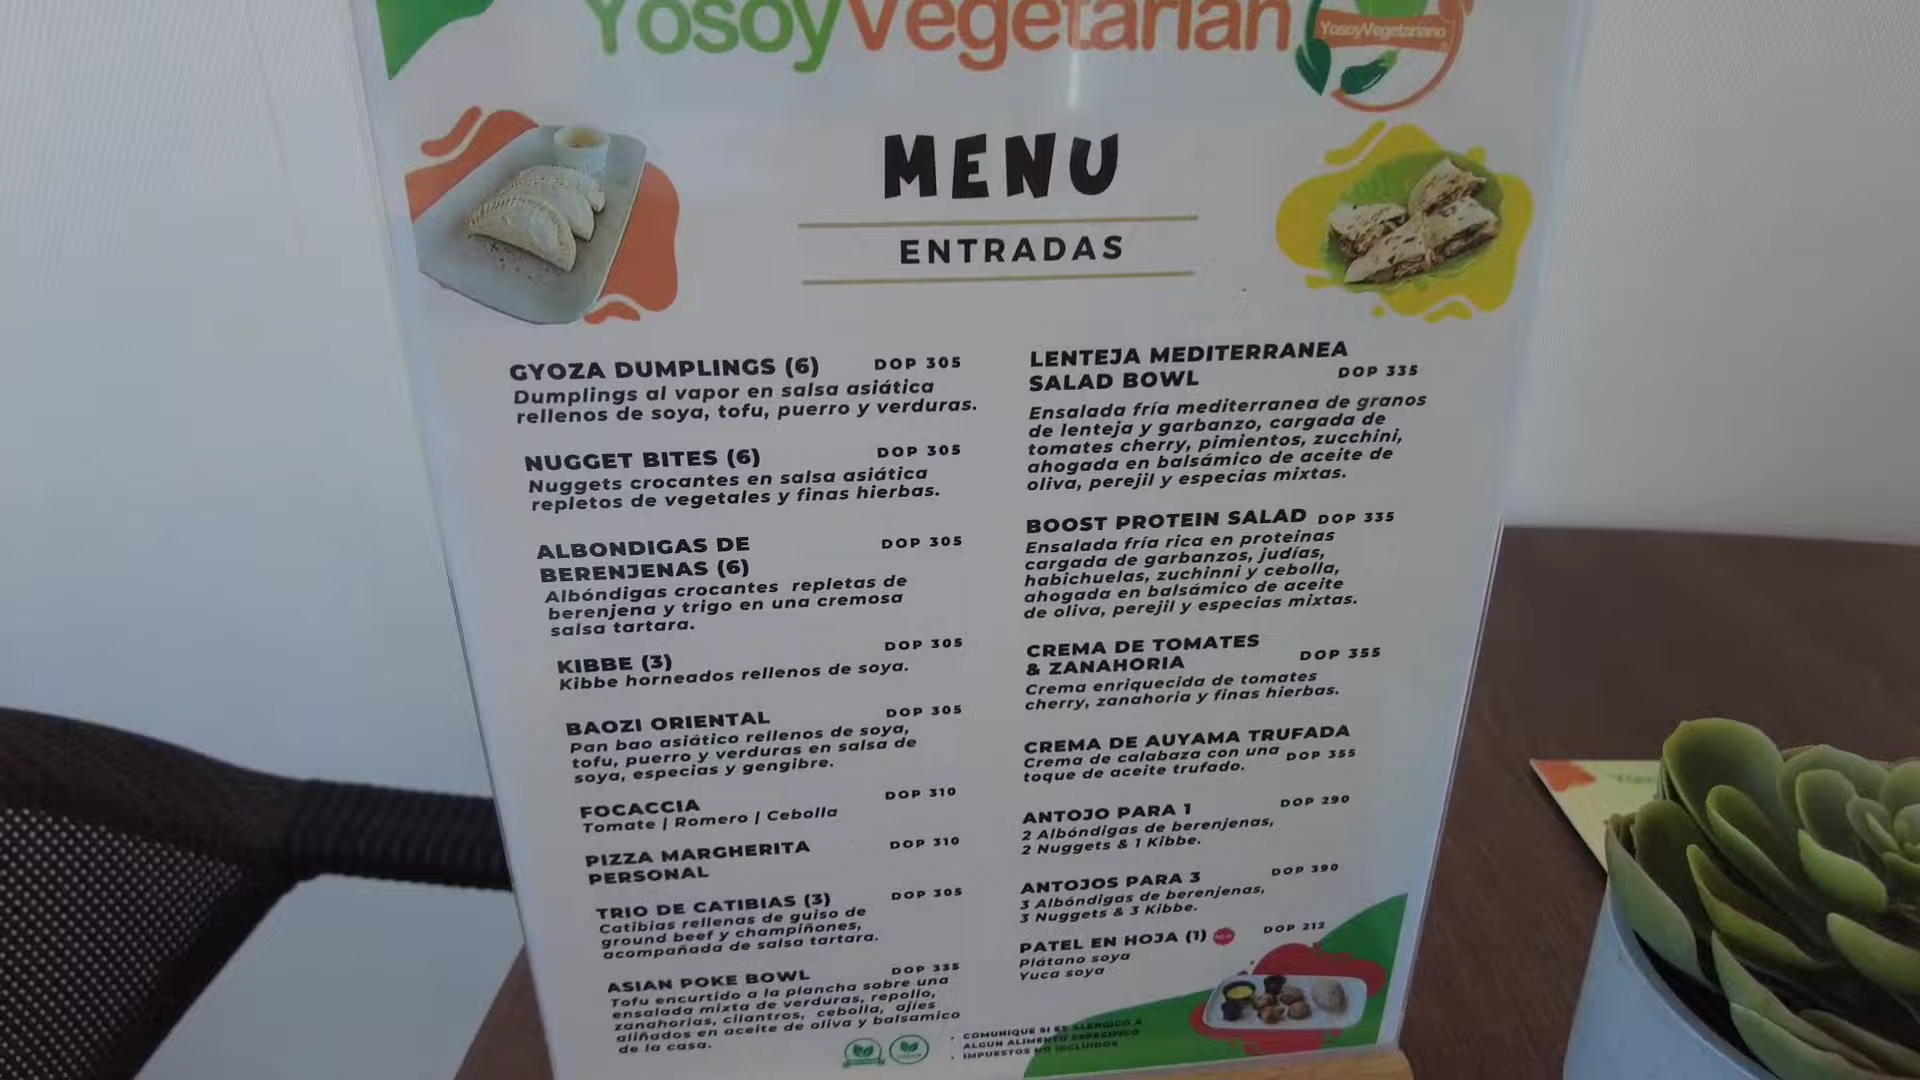 YosoyVegetarian
YosoyVegetariano
MENU
ENTRADAS
GYOZA DUMPLINGS (6) DOP 305
Dumplings al vapor en salsa asiática
rellenos de soya, tofu, puerro y verduras.
NUGGET BITES (6) DOP 305
Nuggets crocantes en salsa asiática
repletos de vegetales y finas hierbas.
ALBONDIGAS DE DOP 305
BERENJENAS (6)
Albóndigas crocantes repletas de
berenjena y trigo en una cremosa
salsa tartara.
KIBBE (3) DOP 305
Kibbe horneados rellenos de soya.
BAOZI ORIENTAL DOP 305
Pan bao asiático rellenos de soya,
tofu, puerro y verduras en salsa de
soya, especias y gengibre.
FOCACCIA DOP 310
Tomate | Romero | Cebolla
PIZZA MARGHERITA DOP 310
PERSONAL
TRIO DE CATIBIAS (3) DOP 305
Catibias rellenas de guiso de
ground beef y champiñones,
acompañada de salsa tartara.
ASIAN POKE BOWL DOP 335
Tofu encurtido a la plancha sobre una
ensalada mixta de verduras, repollo,
zanahorias, cilantros, cebolla, ajíes
aliñados en aceite de oliva y balsamico
de la casa.
LENTEJA MEDITERRANEA
SALAD BOWL DOP 335
Ensalada fría mediterranea de granos
de lenteja y garbanzo, cargada de
tomates cherry, pimientos, zucchini,
ahogada en balsámico de aceite de
oliva, perejil y especias mixtas.
BOOST PROTEIN SALAD DOP 335
Ensalada fría rica en proteinas
cargada de garbanzos, judías,
habichuelas, zuchinni y cebolla,
ahogada en balsámico de aceite
de oliva, perejil y especias mixtas.
CREMA DE TOMATES
& ZANAHORIA DOP 355
Crema enriquecida de tomates
cherry, zanahoria y finas hierbas.
CREMA DE AUYAMA TRUFADA
Crema de calabaza con una DOP 355
toque de aceite trufado.
ANTOJO PARA 1 DOP 290
2 Albóndigas de berenjenas,
2 Nuggets & 1 Kibbe.
ANTOJOS PARA 3 DOP 390
3 Albóndigas de berenjenas,
3 Nuggets & 3 Kibbe.
PATEL EN HOJA (1) DOP 212
Plátano soya
Yuca soya
• COMUNIQUE SI ES ALERGICO A
ALGUN ALIMENTO ESPECIFICO
• IMPUESTOS NO INCLUIDOS